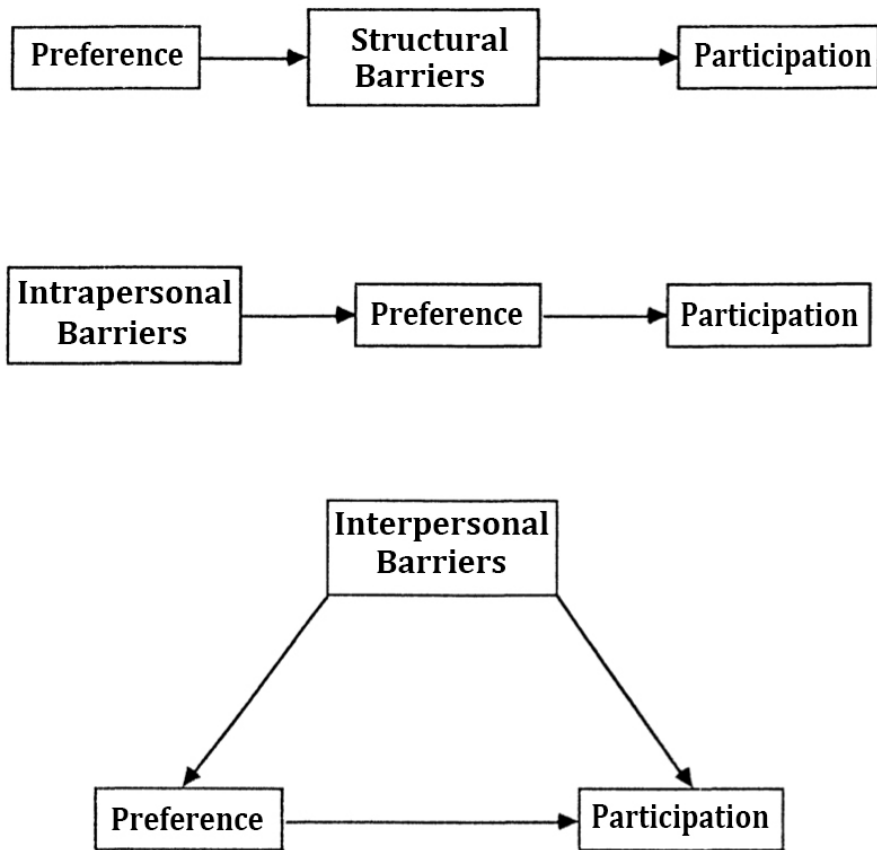 Preference
Structural
Barriers
Participation
Intrapersonal
Barriers
Preference
Participation
Interpersonal
Barriers
Preference
Participation